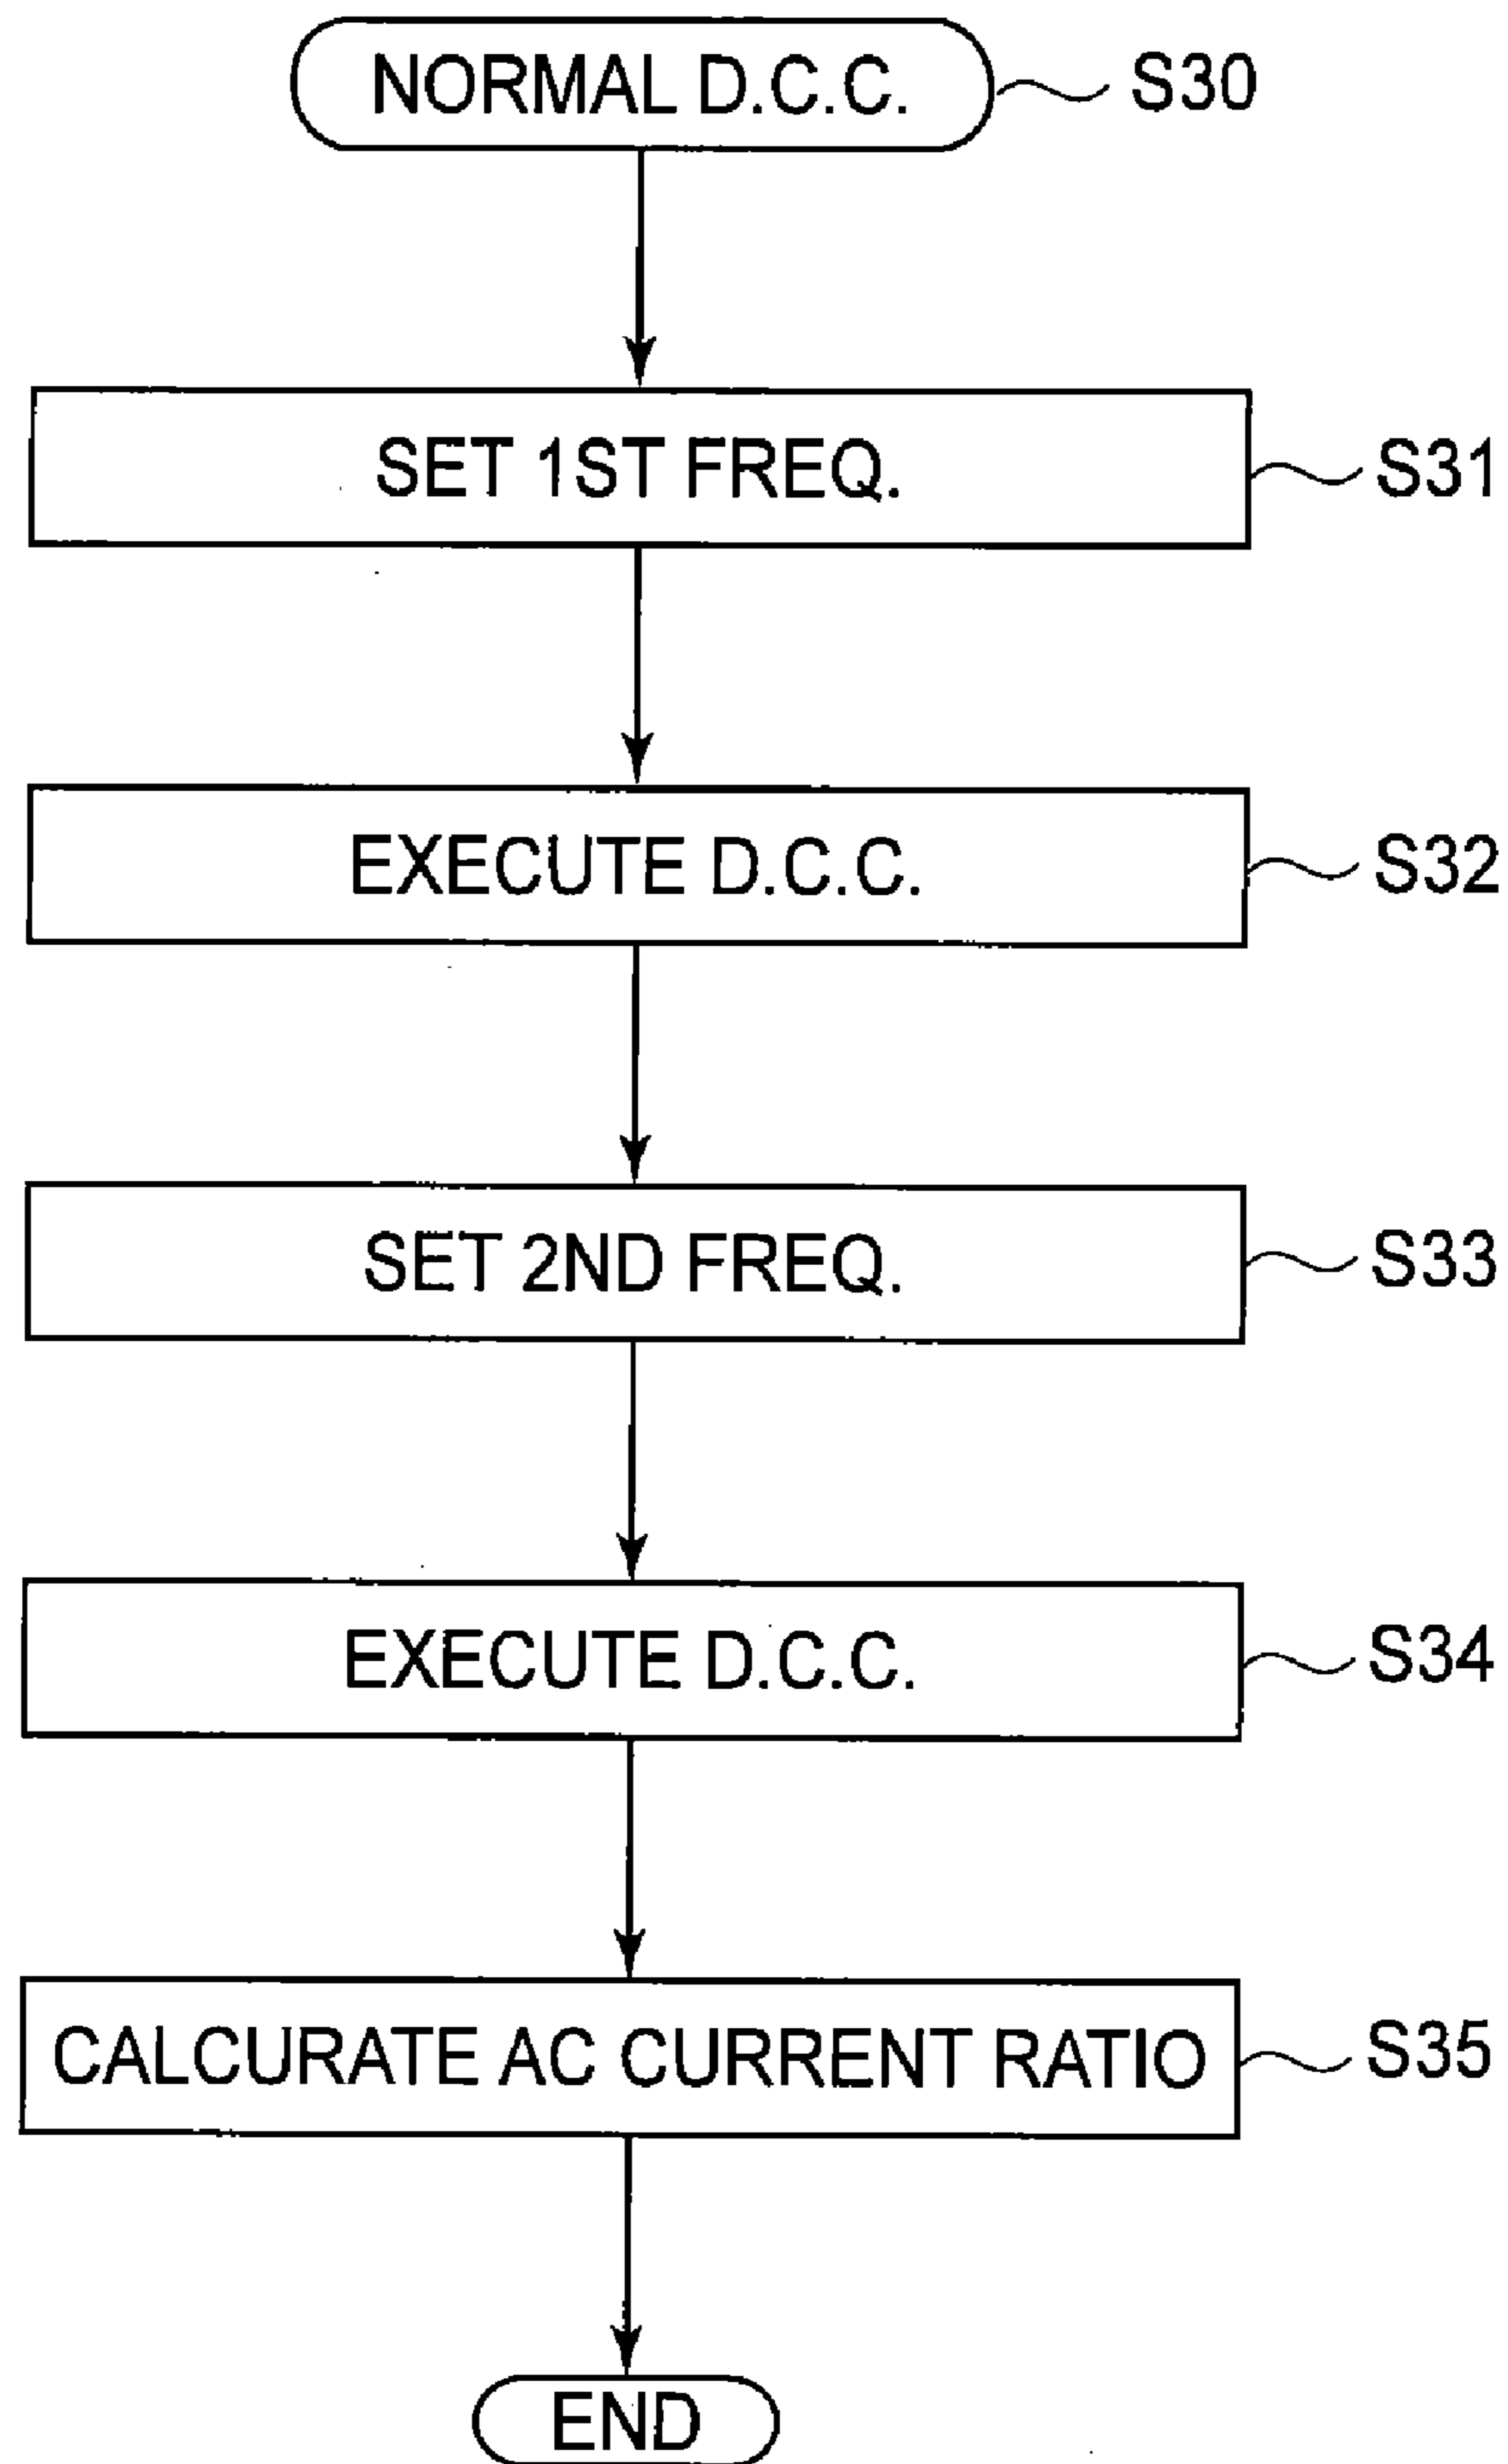 NORMAL D.C.C. S30
SET 1ST FREQ. S31
EXECUTE D.C.C. S32
SET 2ND FREQ. S33
EXECUTE D.C.C. S34
CALCURATE AC CURRENT RATIO S35
END